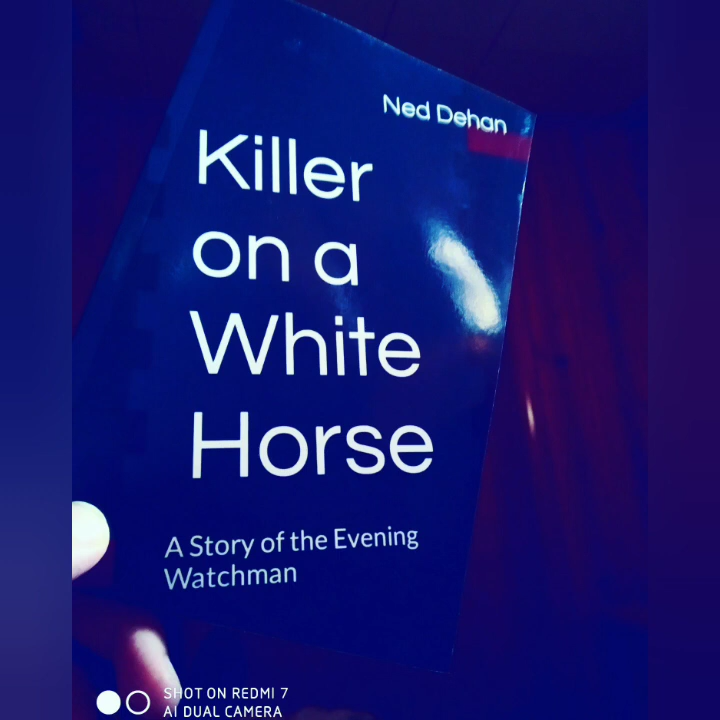 Ned Dehan
Killer
on a
White
Horse
A Story of the Evening
Watchman
SHOT ON REDMI 7
AI DUAL CAMERA